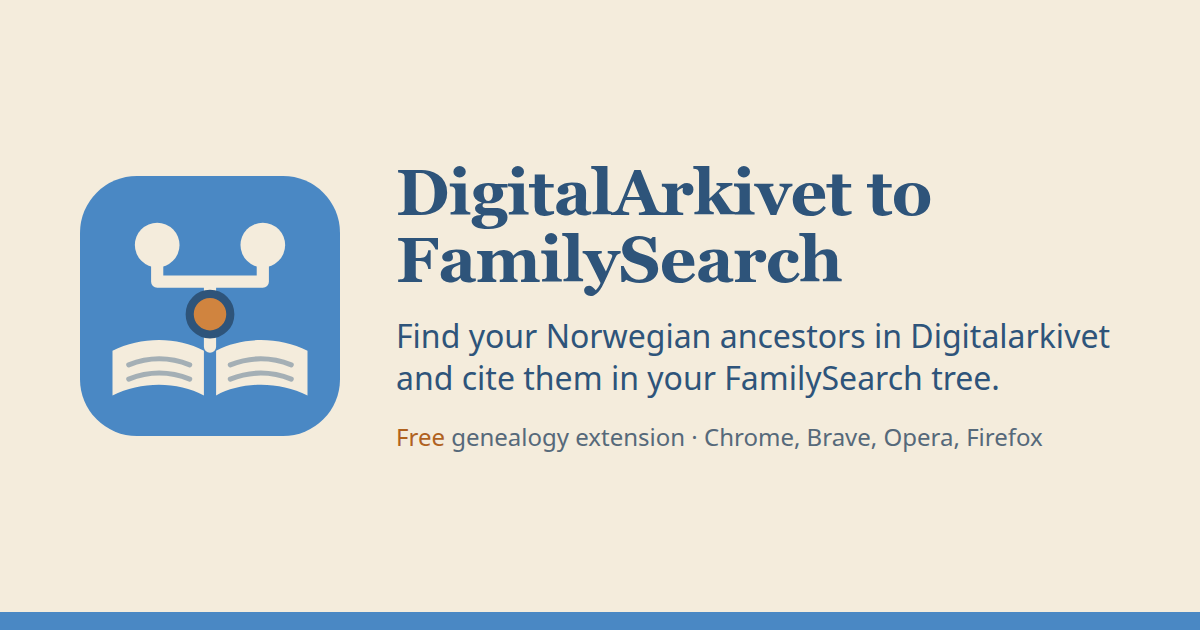 DigitalArkivet to
FamilySearch
Find your Norwegian ancestors in Digitalarkivet
and cite them in your FamilySearch tree.
Free genealogy extension · Chrome, Brave, Opera, Firefox